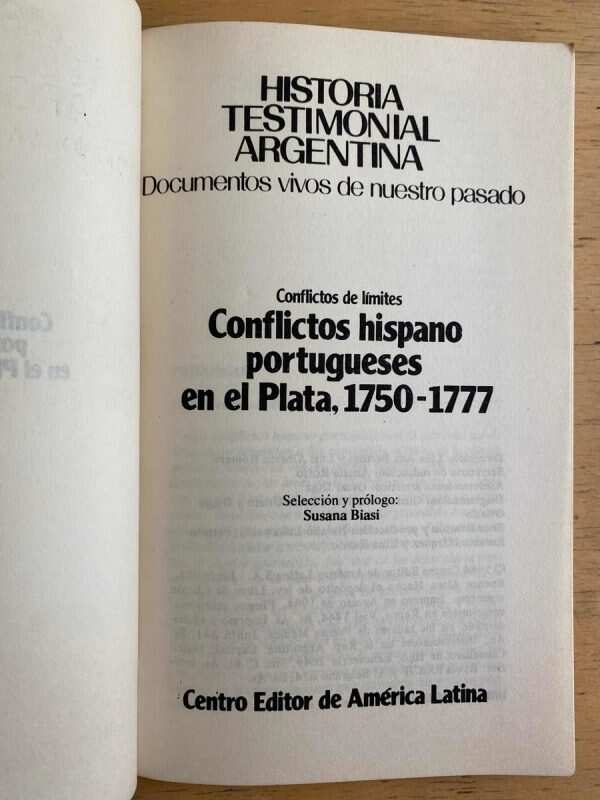 HISTORIA
TESTIMONIAL
ARGENTINA
Documentos vivos de nuestro pasado
Conflictos de límites
Conflictos hispano
portugueses
en el Plata, 1750-1777
Selección y prólogo:
Susana Biasi
Centro Editor de América Latina